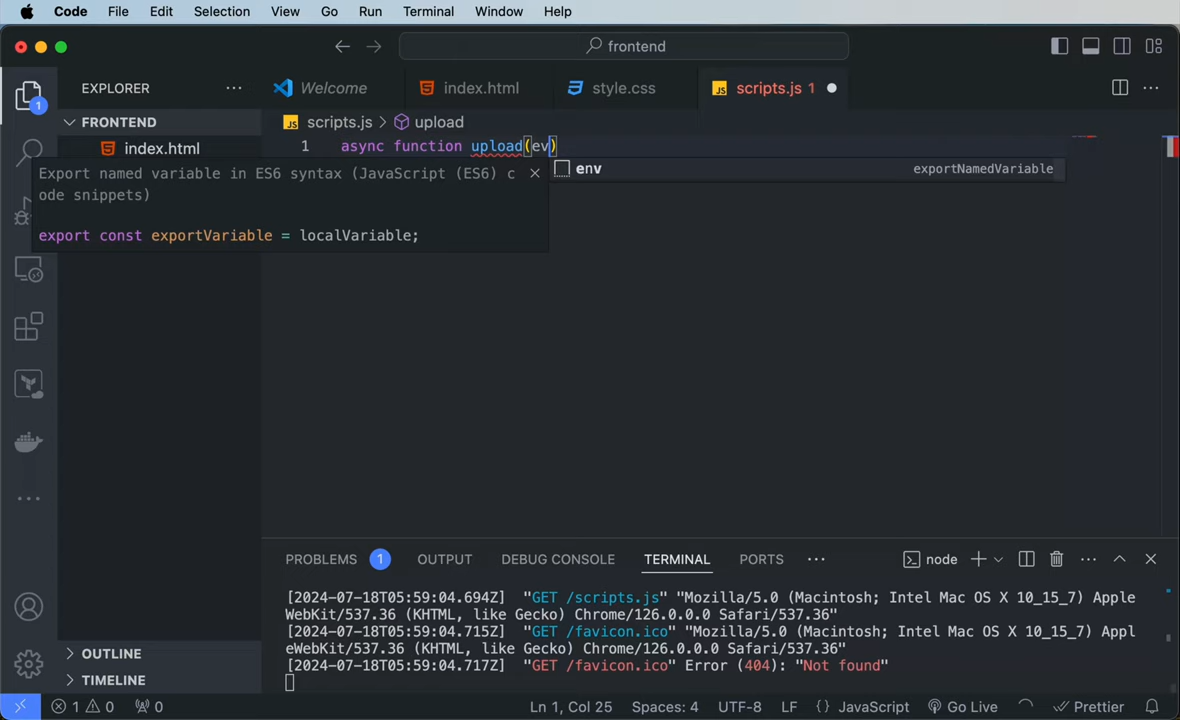 Code File Edit Selection View Go Run Terminal Window Help
frontend
EXPLORER
Welcome
index.html
style.css
scripts.js 1
1
FRONTEND
scripts.js > upload
index.html
1 async function upload(ev)
env exportNamedVariable
Export named variable in ES6 syntax (JavaScript (ES6) c
ode snippets)
export const exportVariable = localVariable;
PROBLEMS 1 OUTPUT DEBUG CONSOLE TERMINAL PORTS
node
[2024-07-18T05:59:04.694Z] "GET /scripts.js" "Mozilla/5.0 (Macintosh; Intel Mac OS X 10_15_7) Apple
WebKit/537.36 (KHTML, like Gecko) Chrome/126.0.0.0 Safari/537.36"
[2024-07-18T05:59:04.715Z] "GET /favicon.ico" "Mozilla/5.0 (Macintosh; Intel Mac OS X 10_15_7) Appl
eWebKit/537.36 (KHTML, like Gecko) Chrome/126.0.0.0 Safari/537.36"
[2024-07-18T05:59:04.717Z] "GET /favicon.ico" Error (404): "Not found"
OUTLINE
TIMELINE
1 0 0 Ln 1, Col 25 Spaces: 4 UTF-8 LF {} JavaScript Go Live Prettier